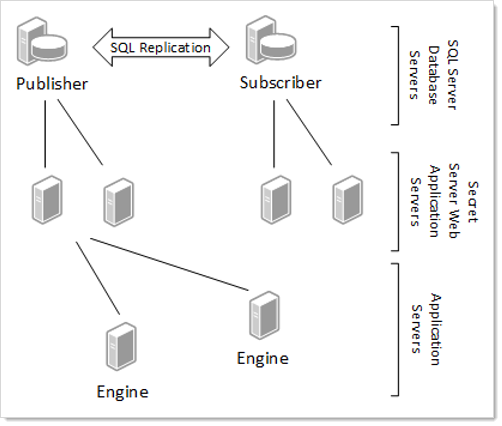 SQL Replication
Publisher
Subscriber
SQL Server
Database
Servers
Secret
Server Web
Application
Servers
Application
Servers
Engine
Engine